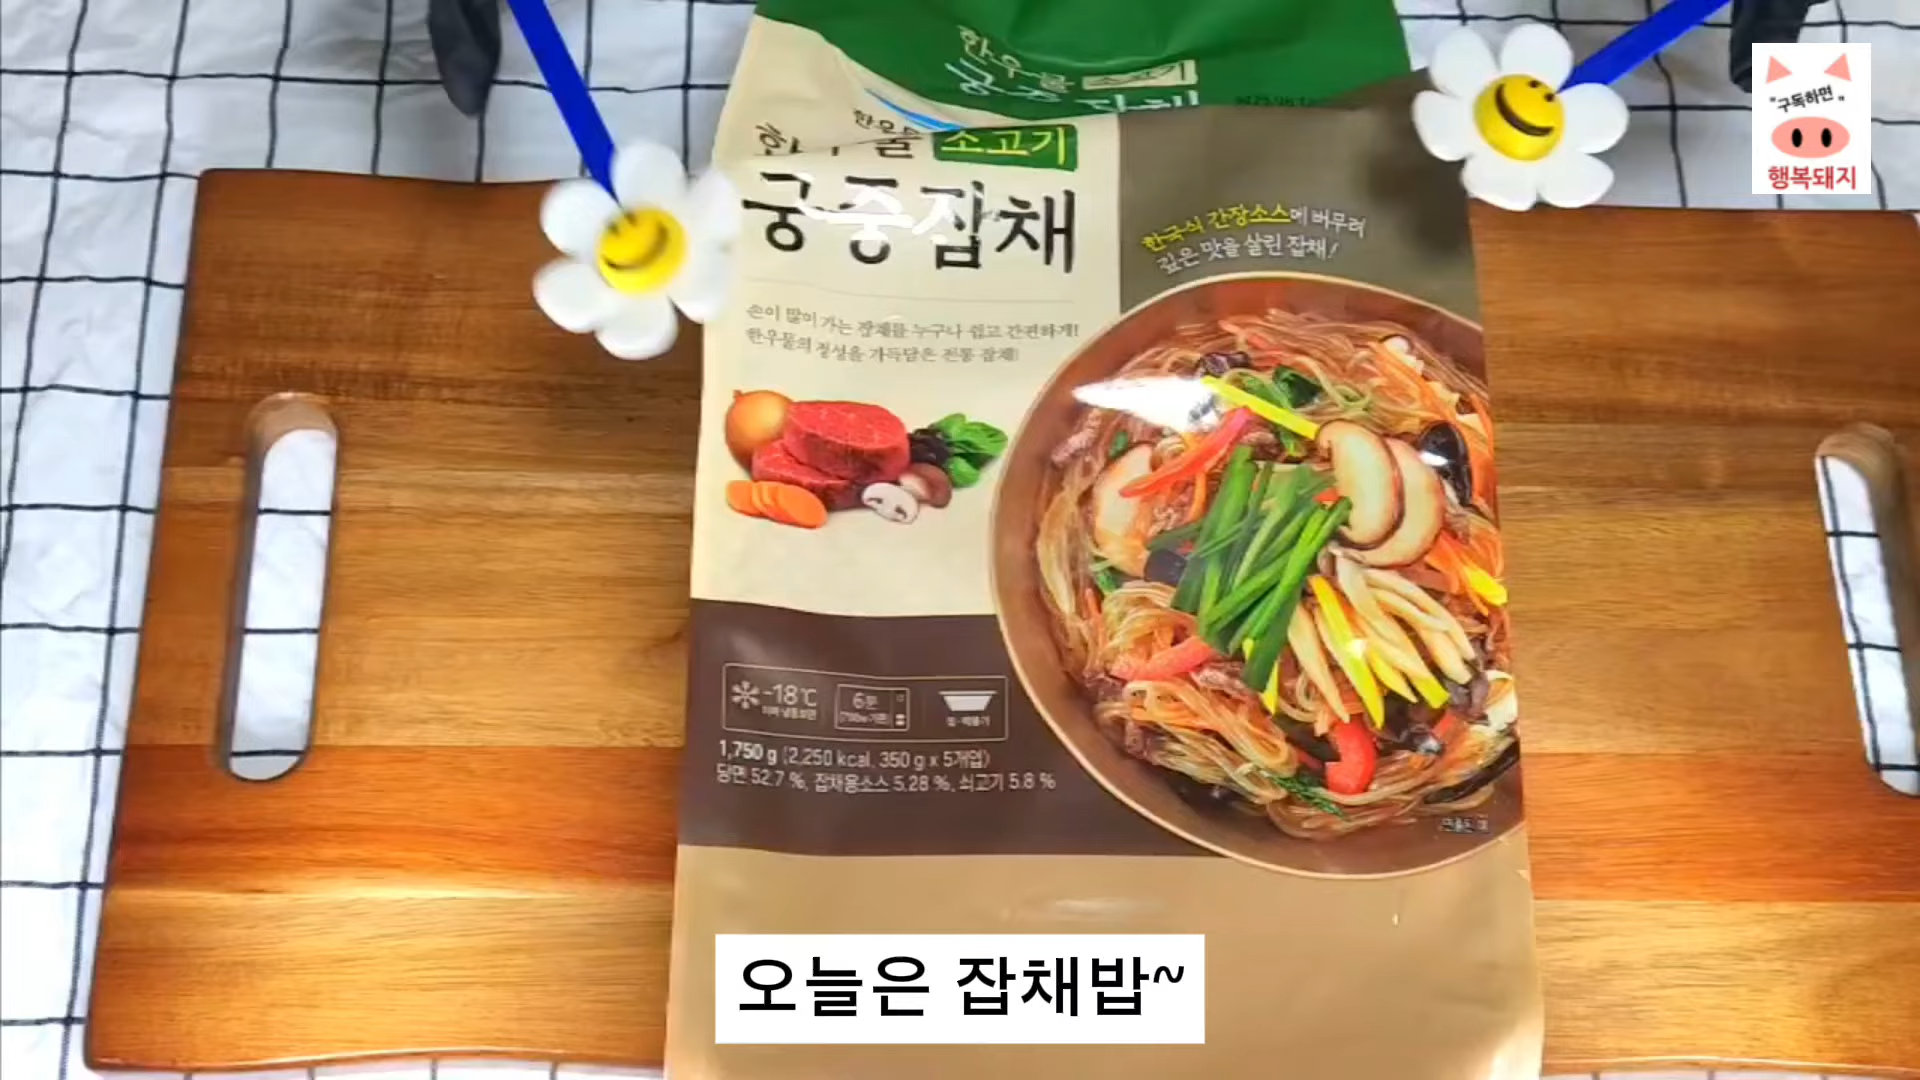 한우물
한우물 소고기
궁중잡채
한국식 간장소스에 버무려
깊은 맛을 살린 잡채!
손이 많이 가는 잡채를 누구나 쉽고 간편하게!
한우물의 정성을 가득담은 전통 잡채!
-18℃
6분
1,750 g (2,250 kcal, 350 g x 5개입)
당면 52.7 %, 잡채용소스 5.28 %, 쇠고기 5.8 %
"구독하면"
행복돼지
오늘은 잡채밥~